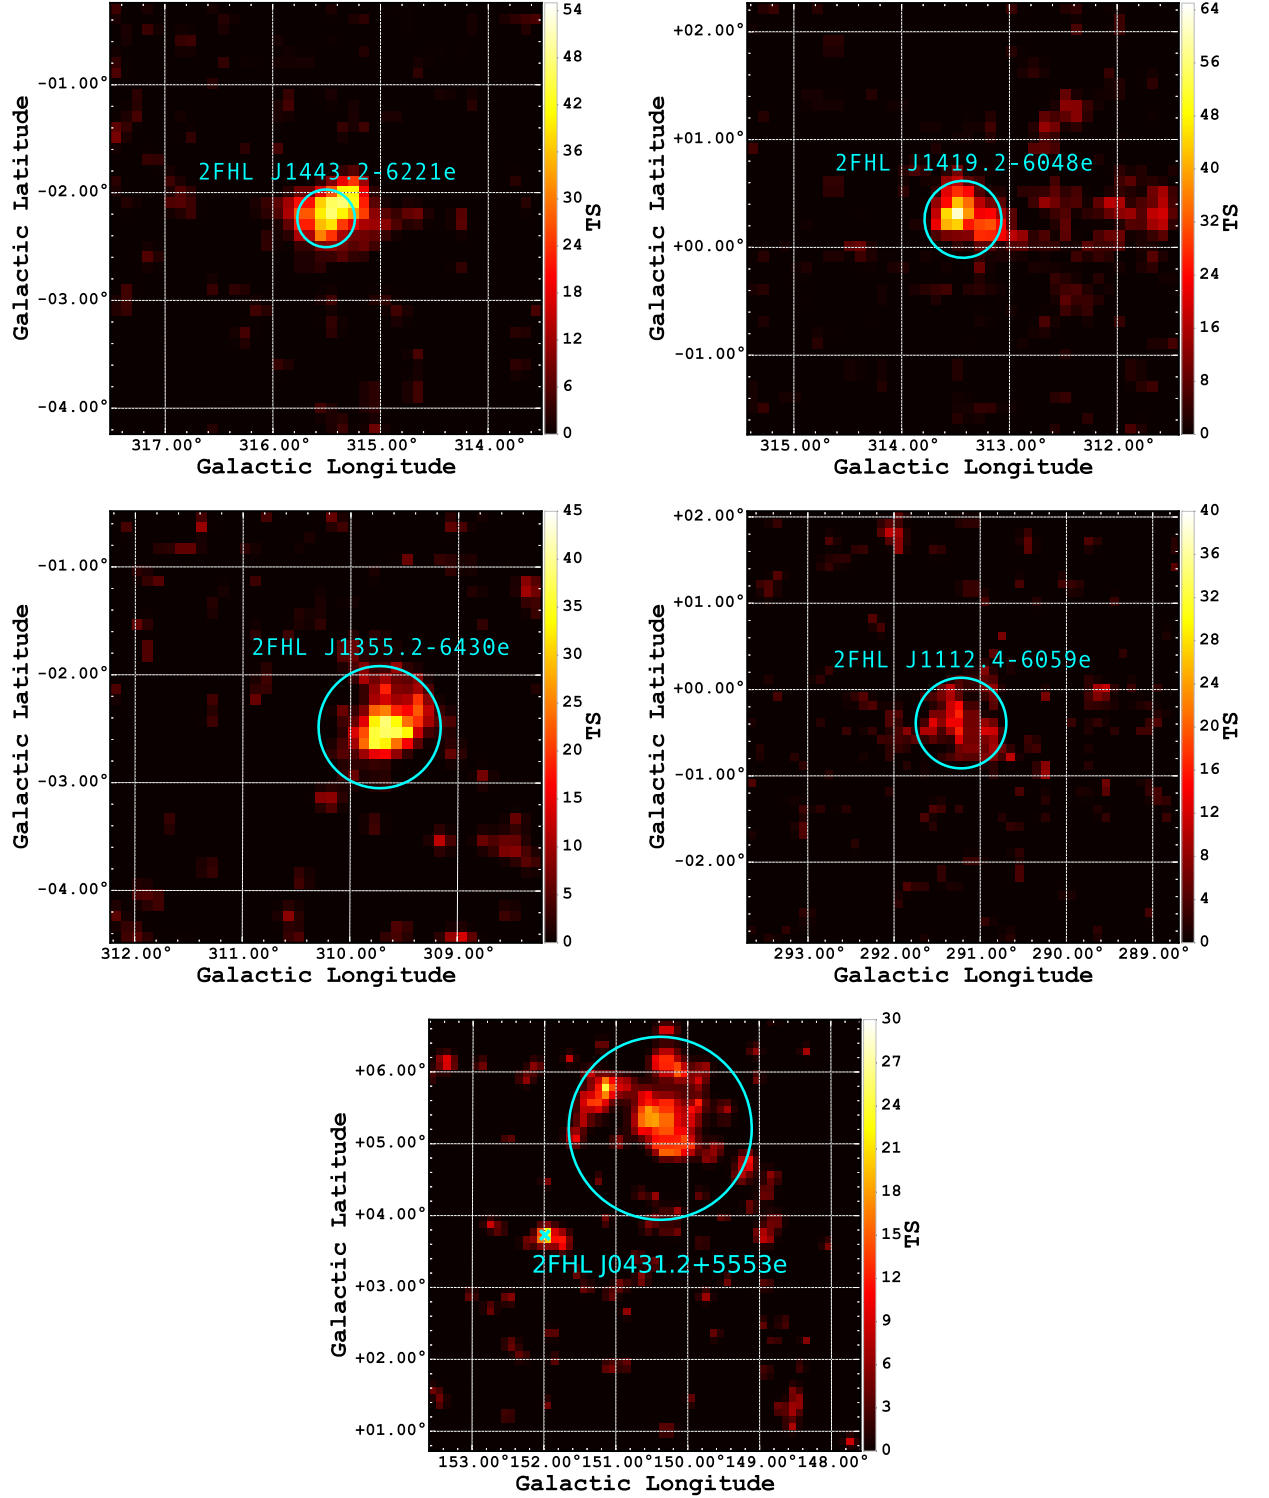 2FHL J1443.2-6221e
-01.00°
-02.00°
-03.00°
-04.00°
317.00° 316.00° 315.00° 314.00°
Galactic Longitude
Galactic Latitude
54
48
42
36
30
24
18
12
6
0
TS
2FHL J1419.2-6048e
+02.00°
+01.00°
+00.00°
-01.00°
315.00° 314.00° 313.00° 312.00°
Galactic Longitude
Galactic Latitude
64
56
48
40
32
24
16
8
0
TS
2FHL J1355.2-6430e
-01.00°
-02.00°
-03.00°
-04.00°
312.00° 311.00° 310.00° 309.00°
Galactic Longitude
Galactic Latitude
45
40
35
30
25
20
15
10
5
0
TS
2FHL J1112.4-6059e
+02.00°
+01.00°
+00.00°
-01.00°
-02.00°
293.00° 292.00° 291.00° 290.00° 289.00°
Galactic Longitude
Galactic Latitude
40
36
32
28
24
20
16
12
8
4
0
TS
2FHL J0431.2+5553e
+06.00°
+05.00°
+04.00°
+03.00°
+02.00°
+01.00°
153.00° 152.00° 151.00° 150.00° 149.00° 148.00°
Galactic Longitude
Galactic Latitude
30
27
24
21
18
15
12
9
6
3
0
TS